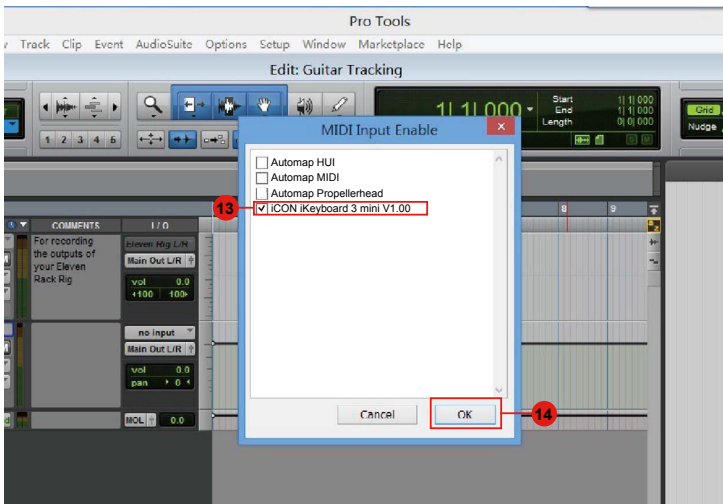 Pro Tools
Track Clip Event AudioSuite Options Setup Window Marketplace Help
Edit: Guitar Tracking
1| 1| 000
Start 1| 1| 000
End 1| 1| 000
Length 0| 0| 000
Grid
Nudge
1 2 3 4 5
MIDI Input Enable
Automap HUI
Automap MIDI
Automap Propellerhead
13
iCON iKeyboard 3 mini V1.00
8 9
COMMENTS I / O
For recording
the outputs of
your Eleven
Rack Rig
Eleven Rig L/R
Main Out L/R
vol 0.0
100 100
no input
Main Out L/R
vol 0.0
pan 0
Cancel OK
14
0.0